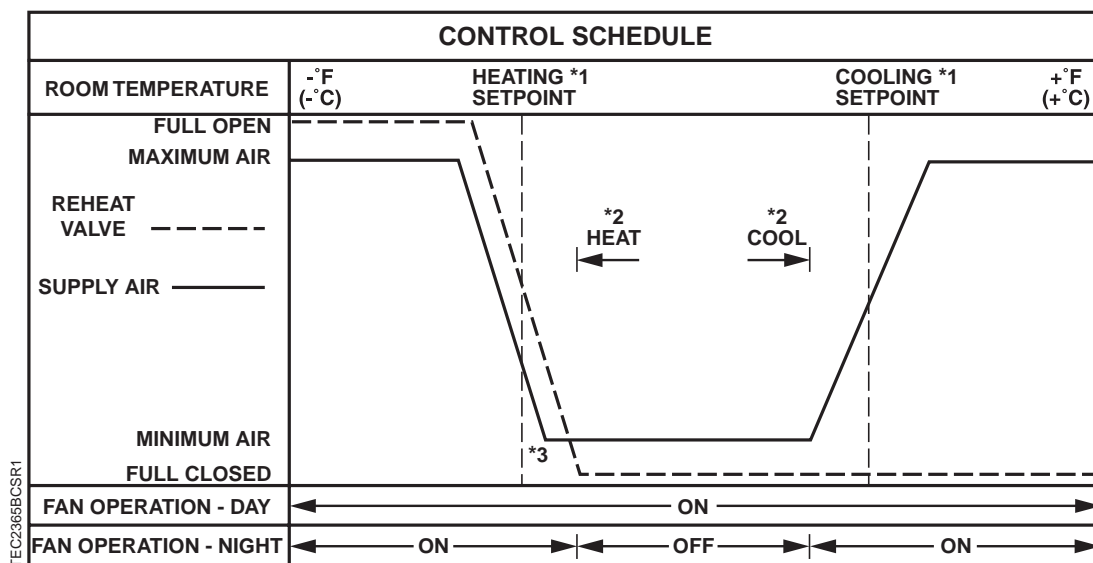 CONTROL SCHEDULE
ROOM TEMPERATURE
-˚F
(-˚C)
HEATING *1
SETPOINT
COOLING *1
SETPOINT
+˚F
(+˚C)
FULL OPEN
MAXIMUM AIR
REHEAT
VALVE
SUPPLY AIR
*2
HEAT
*2
COOL
MINIMUM AIR
*3
FULL CLOSED
FAN OPERATION - DAY
ON
FAN OPERATION - NIGHT
ON
OFF
ON
TEC2365BCSR1